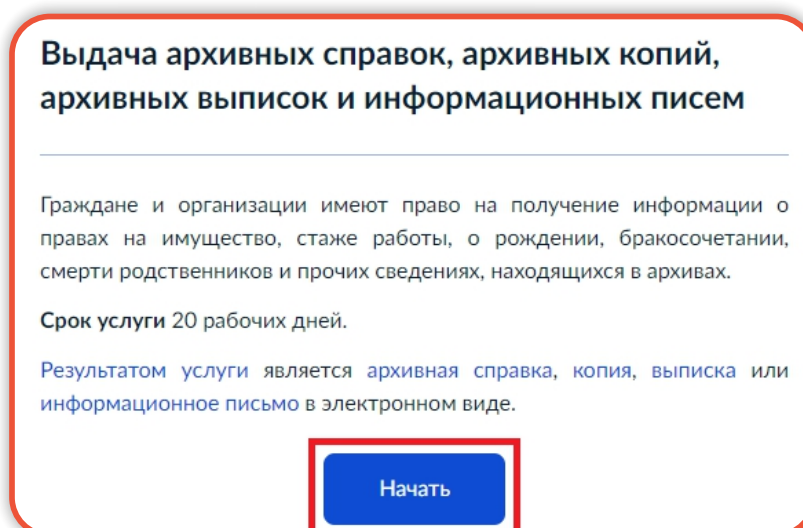 Выдача архивных справок, архивных копий,
архивных выписок и информационных писем
Граждане и организации имеют право на получение информации о
правах на имущество, стаже работы, о рождении, бракосочетании,
смерти родственников и прочих сведениях, находящихся в архивах.
Срок услуги 20 рабочих дней.
Результатом услуги является архивная справка, копия, выписка или
информационное письмо в электронном виде.
Начать